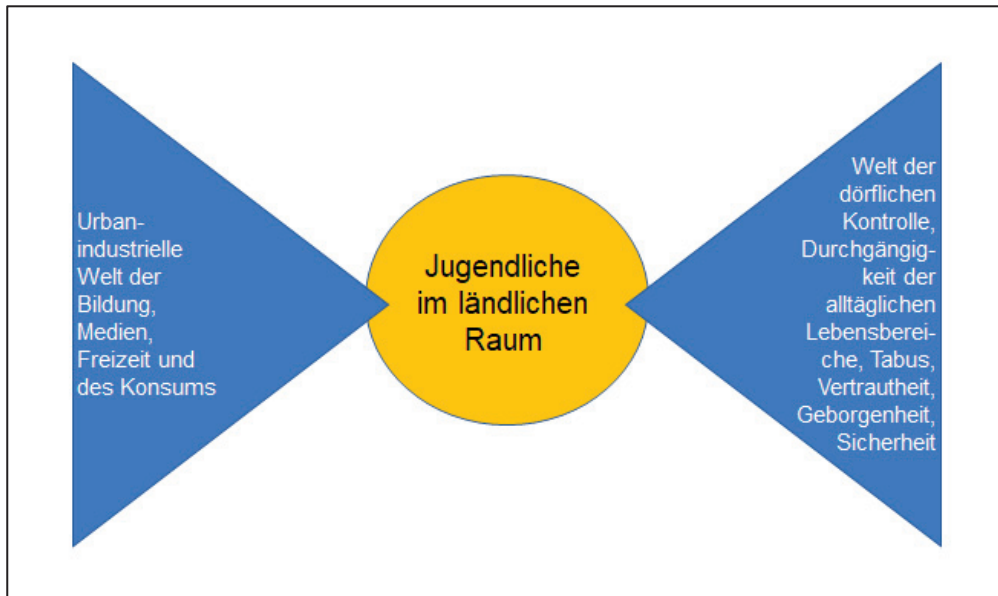 Urban-
industrielle
Welt der
Bildung,
Medien,
Freizeit und
des Konsums
Jugendliche
im ländlichen
Raum
Welt der
dörflichen
Kontrolle,
Durchgängig-
keit der
alltäglichen
Lebensberei-
che, Tabus,
Vertrautheit,
Geborgenheit,
Sicherheit